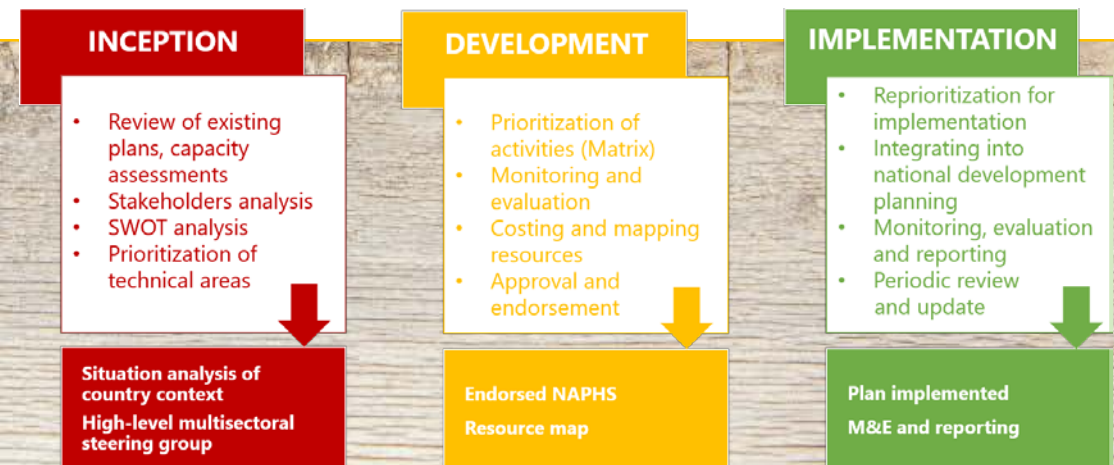 INCEPTION
• Review of existing
plans, capacity
assessments
• Stakeholders analysis
• SWOT analysis
• Prioritization of
technical areas
Situation analysis of
country context
High-level multisectoral
steering group
DEVELOPMENT
• Prioritization of
activities (Matrix)
• Monitoring and
evaluation
• Costing and mapping
resources
• Approval and
endorsement
Endorsed NAPHS
Resource map
IMPLEMENTATION
• Reprioritization for
implementation
• Integrating into
national development
planning
• Monitoring, evaluation
and reporting
• Periodic review
and update
Plan implemented
M&E and reporting